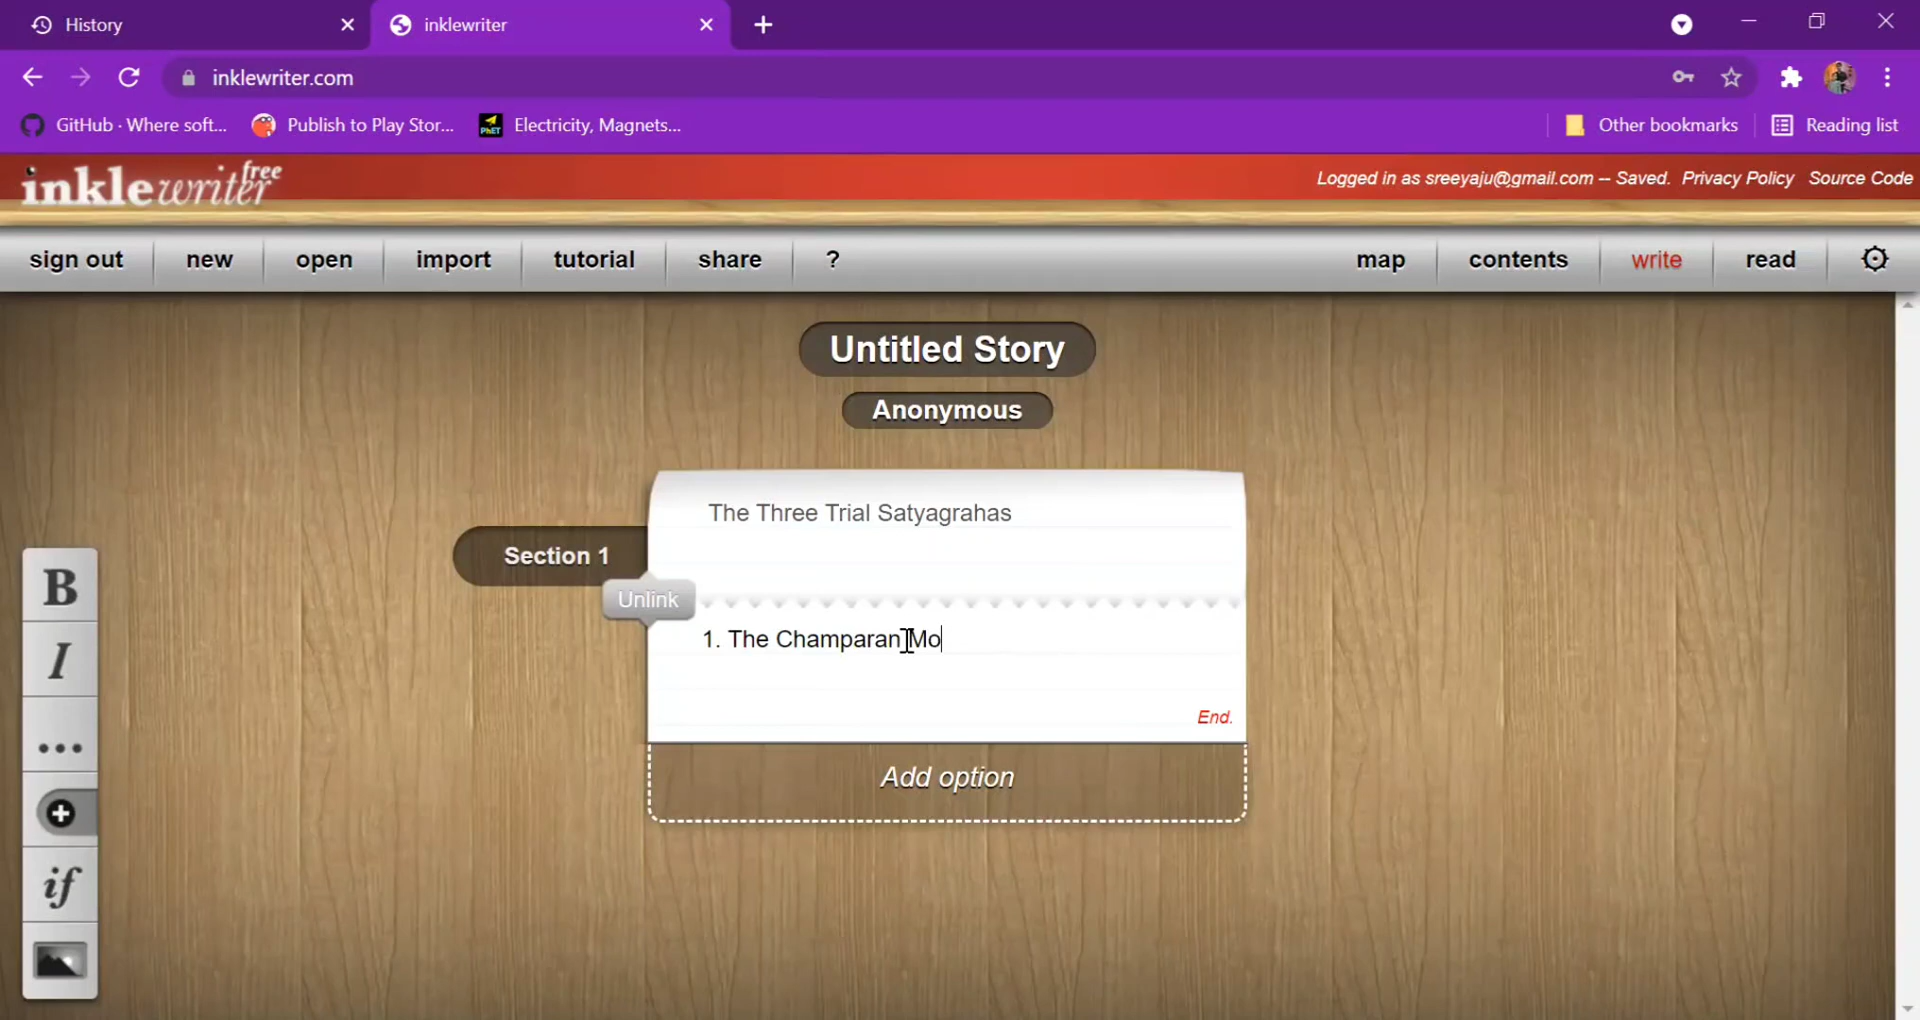 History
inklewriter
inklewriter.com
GitHub · Where soft...
Publish to Play Stor...
Electricity, Magnets...
Other bookmarks
Reading list
inklewriter free
Logged in as sreeyaju@gmail.com -- Saved. Privacy Policy Source Code
sign out new open import tutorial share ? map contents write read
Untitled Story
Anonymous
The Three Trial Satyagrahas
Section 1
Unlink
1. The Champaran Mo
End.
Add option
B
I
...
if